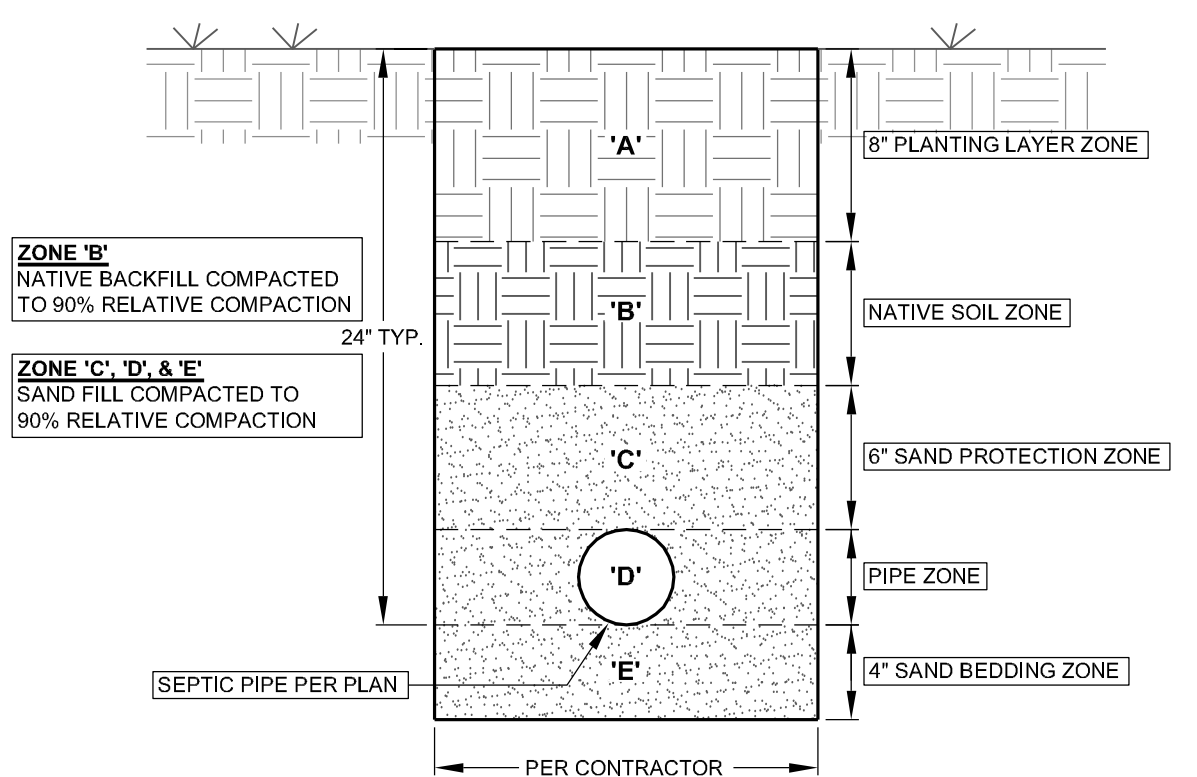 'A'
8" PLANTING LAYER ZONE
ZONE 'B'
NATIVE BACKFILL COMPACTED
TO 90% RELATIVE COMPACTION
'B'
NATIVE SOIL ZONE
24" TYP.
ZONE 'C', 'D', & 'E'
SAND FILL COMPACTED TO
90% RELATIVE COMPACTION
'C'
6" SAND PROTECTION ZONE
'D'
PIPE ZONE
'E'
4" SAND BEDDING ZONE
SEPTIC PIPE PER PLAN
PER CONTRACTOR